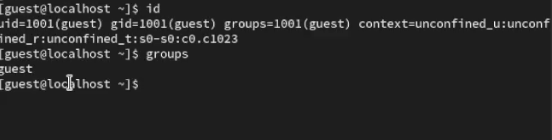 [guest@localhost ~]$ id
uid=1001(guest) gid=1001(guest) groups=1001(guest) context=unconfined_u:unconf
ined_r:unconfined_t:s0-s0:c0.c1023
[guest@localhost ~]$ groups
guest
[guest@localhost ~]$